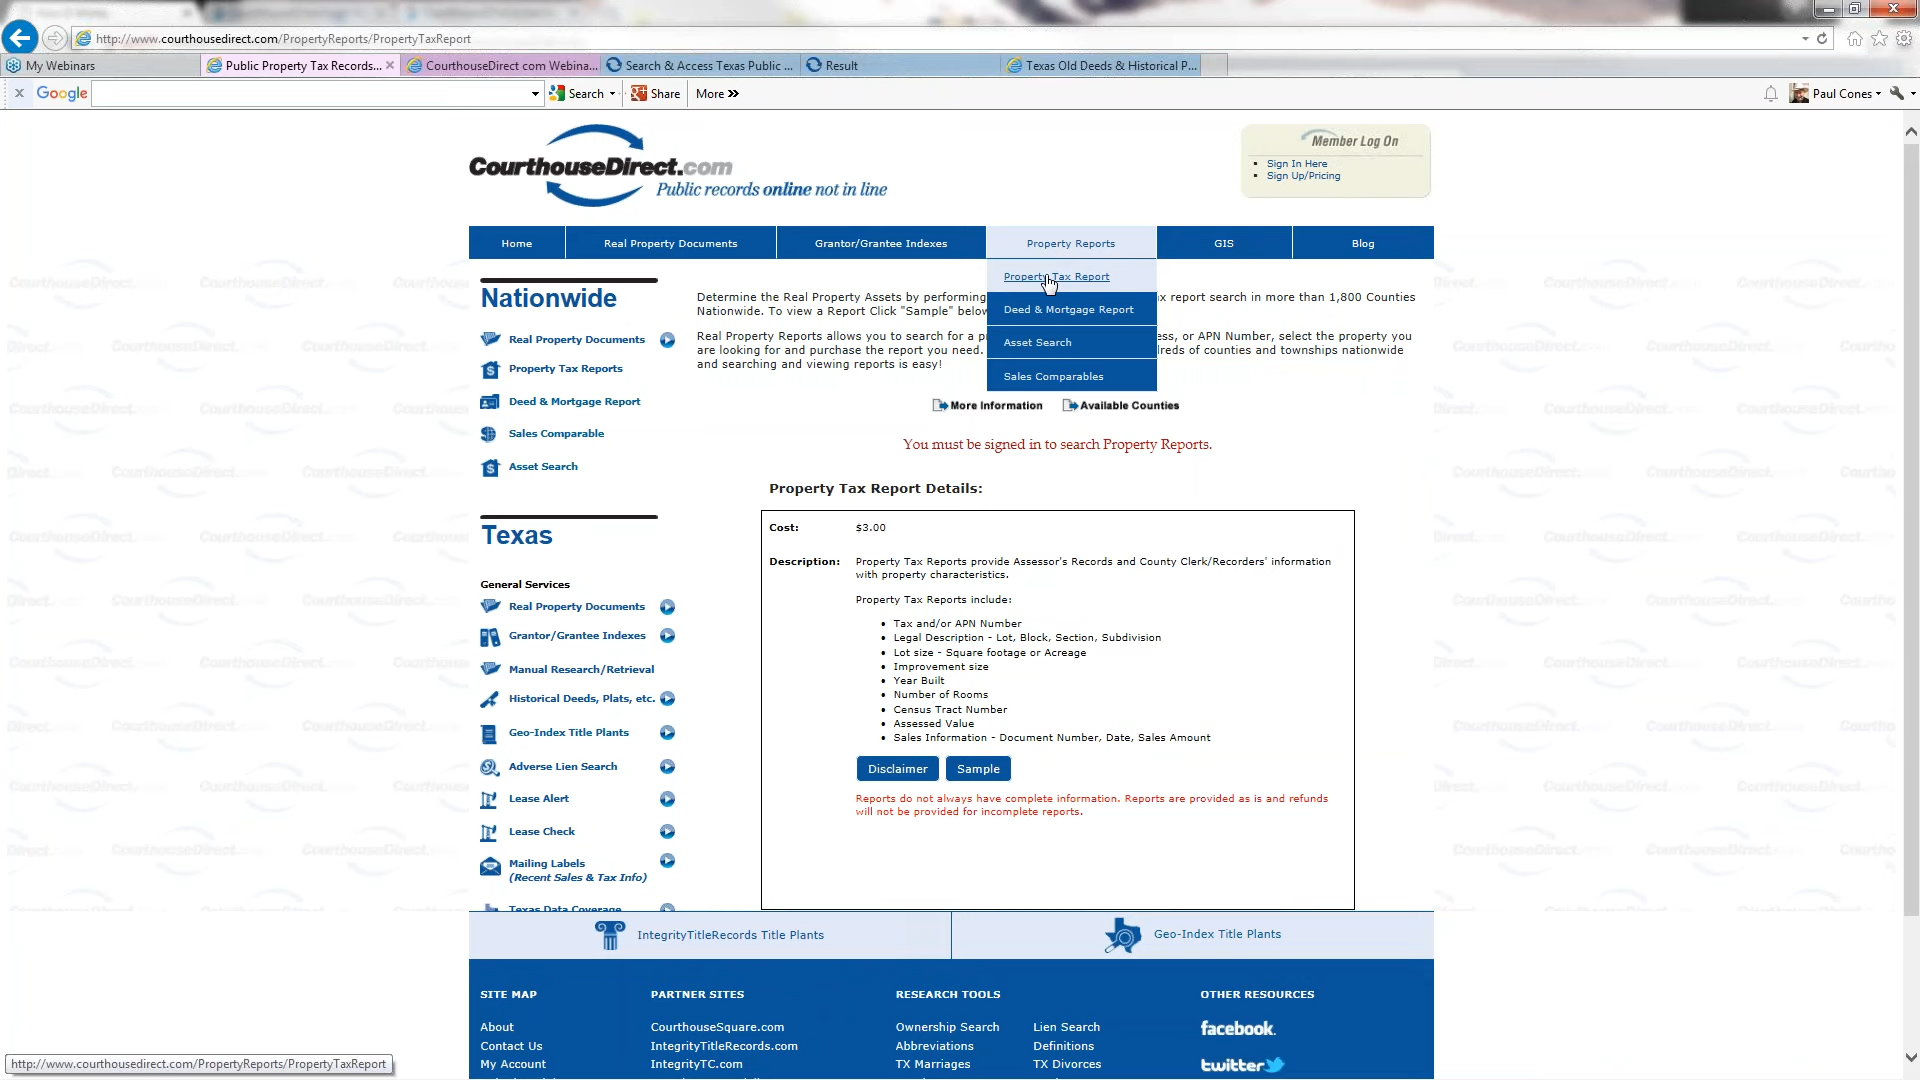 http://www.courthousedirect.com/PropertyReports/PropertyTaxReport
My Webinars
Public Property Tax Records...
CourthouseDirect com Webina...
Search & Access Texas Public ...
Result
Texas Old Deeds & Historical P...
Google
Search
Share
More »
Paul Cones
CourthouseDirect.com
Public records online not in line
Member Log On
Sign In Here
Sign Up/Pricing
Home
Real Property Documents
Grantor/Grantee Indexes
Property Reports
GIS
Blog
Property Tax Report
Deed & Mortgage Report
Asset Search
Sales Comparables
Nationwide
Real Property Documents
Property Tax Reports
Deed & Mortgage Report
Sales Comparable
Asset Search
Determine the Real Property Assets by performing x report search in more than 1,800 Counties
Nationwide. To view a Report Click "Sample" below
Real Property Reports allows you to search for a p ess, or APN Number, select the property you
are looking for and purchase the report you need. dreds of counties and townships nationwide
and searching and viewing reports is easy!
More Information
Available Counties
You must be signed in to search Property Reports.
Property Tax Report Details:
Cost: $3.00
Description: Property Tax Reports provide Assessor's Records and County Clerk/Recorders' information
with property characteristics.
Property Tax Reports include:
• Tax and/or APN Number
• Legal Description - Lot, Block, Section, Subdivision
• Lot size - Square footage or Acreage
• Improvement size
• Year Built
• Number of Rooms
• Census Tract Number
• Assessed Value
• Sales Information - Document Number, Date, Sales Amount
Disclaimer
Sample
Reports do not always have complete information. Reports are provided as is and refunds
will not be provided for incomplete reports.
Texas
General Services
Real Property Documents
Grantor/Grantee Indexes
Manual Research/Retrieval
Historical Deeds, Plats, etc.
Geo-Index Title Plants
Adverse Lien Search
Lease Alert
Lease Check
Mailing Labels
(Recent Sales & Tax Info)
Texas Data Coverage
IntegrityTitleRecords Title Plants
Geo-Index Title Plants
SITE MAP
About
Contact Us
My Account
PARTNER SITES
CourthouseSquare.com
IntegrityTitleRecords.com
IntegrityTC.com
RESEARCH TOOLS
Ownership Search
Lien Search
Abbreviations
Definitions
TX Marriages
TX Divorces
OTHER RESOURCES
facebook.
twitter
http://www.courthousedirect.com/PropertyReports/PropertyTaxReport